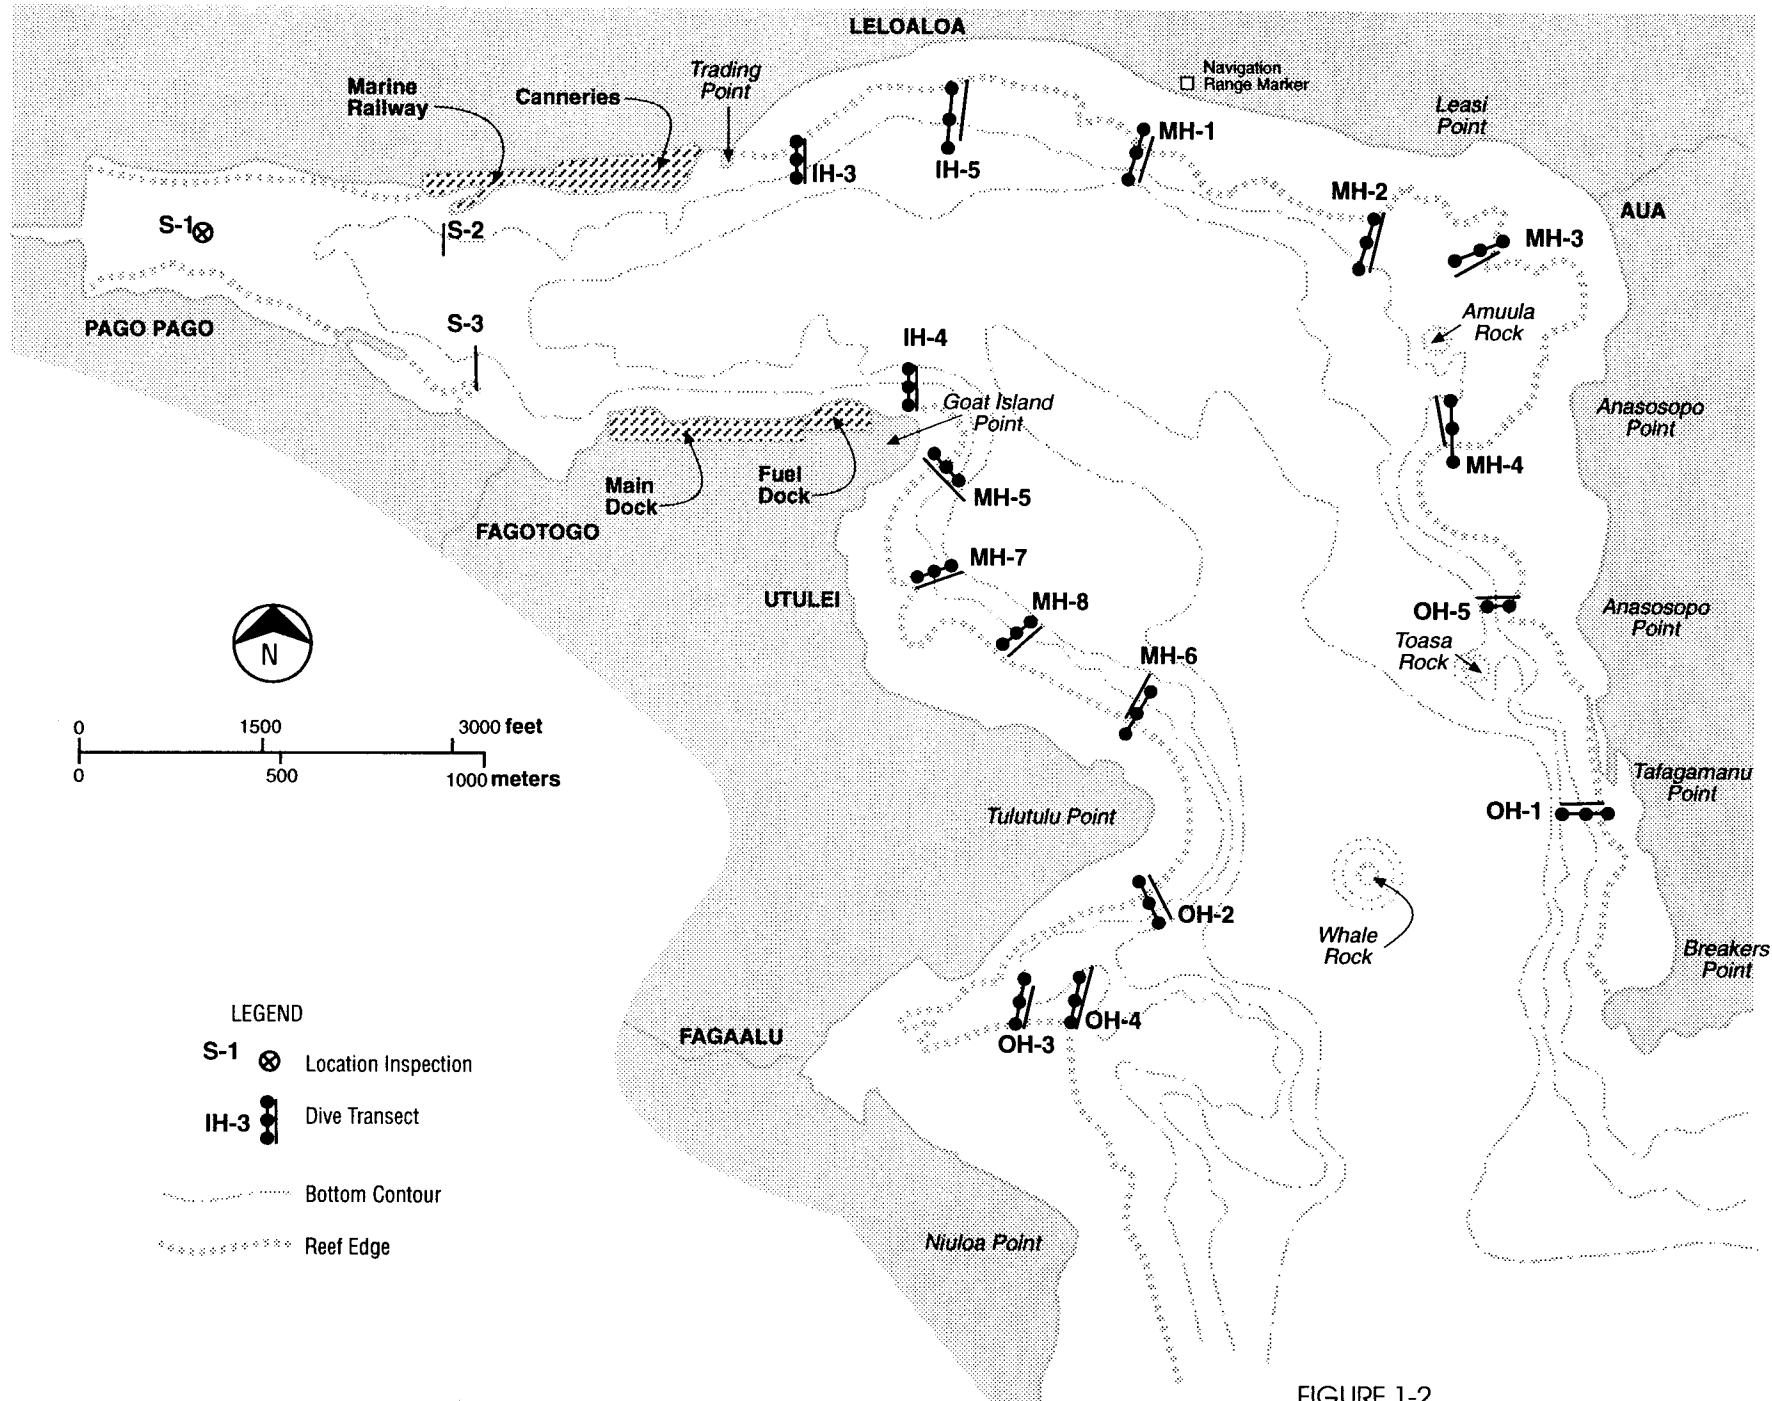 LELOALOA
Navigation
Range Marker
Trading
Point
Marine
Railway
Canneries
Leasi
Point
MH-1
IH-3
IH-5
MH-2
AUA
S-1
S-2
MH-3
PAGO PAGO
S-3
IH-4
Amuula
Rock
Goat Island
Point
Anasosopo
Point
MH-4
Main
Dock
Fuel
Dock
MH-5
FAGOTOGO
MH-7
UTULEI
MH-8
OH-5
Anasosopo
Point
Toasa
Rock
N
MH-6
0 1500 3000 feet
0 500 1000 meters
Tafagamanu
Point
Tulutulu Point
OH-1
OH-2
Whale
Rock
Breakers
Point
LEGEND
S-1
Location Inspection
IH-3
Dive Transect
Bottom Contour
Reef Edge
FAGAALU
OH-3
OH-4
Niuloa Point
FIGURE 1-2